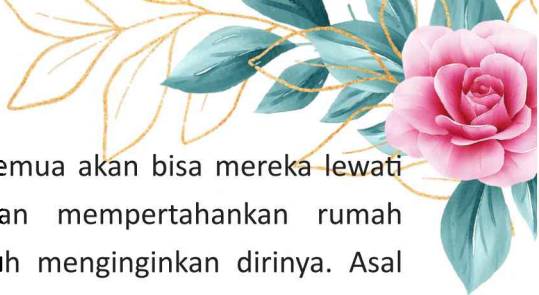 emua akan bisa mereka lewati
an mempertahankan rumah
h menginginkan dirinya. Asal